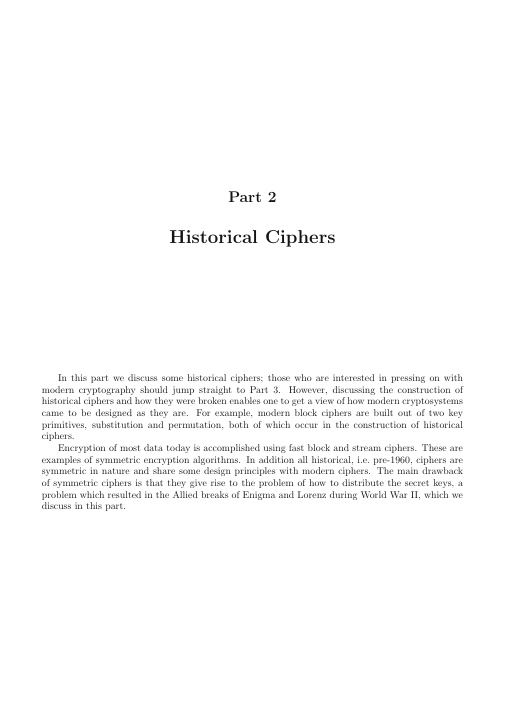 Part 2
Historical Ciphers
In this part we discuss some historical ciphers; those who are interested in pressing on with
modern cryptography should jump straight to Part 3. However, discussing the construction of
historical ciphers and how they were broken enables one to get a view of how modern cryptosystems
came to be designed as they are. For example, modern block ciphers are built out of two key
primitives, substitution and permutation, both of which occur in the construction of historical
ciphers.
Encryption of most data today is accomplished using fast block and stream ciphers. These are
examples of symmetric encryption algorithms. In addition all historical, i.e. pre-1960, ciphers are
symmetric in nature and share some design principles with modern ciphers. The main drawback
of symmetric ciphers is that they give rise to the problem of how to distribute the secret keys, a
problem which resulted in the Allied breaks of Enigma and Lorenz during World War II, which we
discuss in this part.